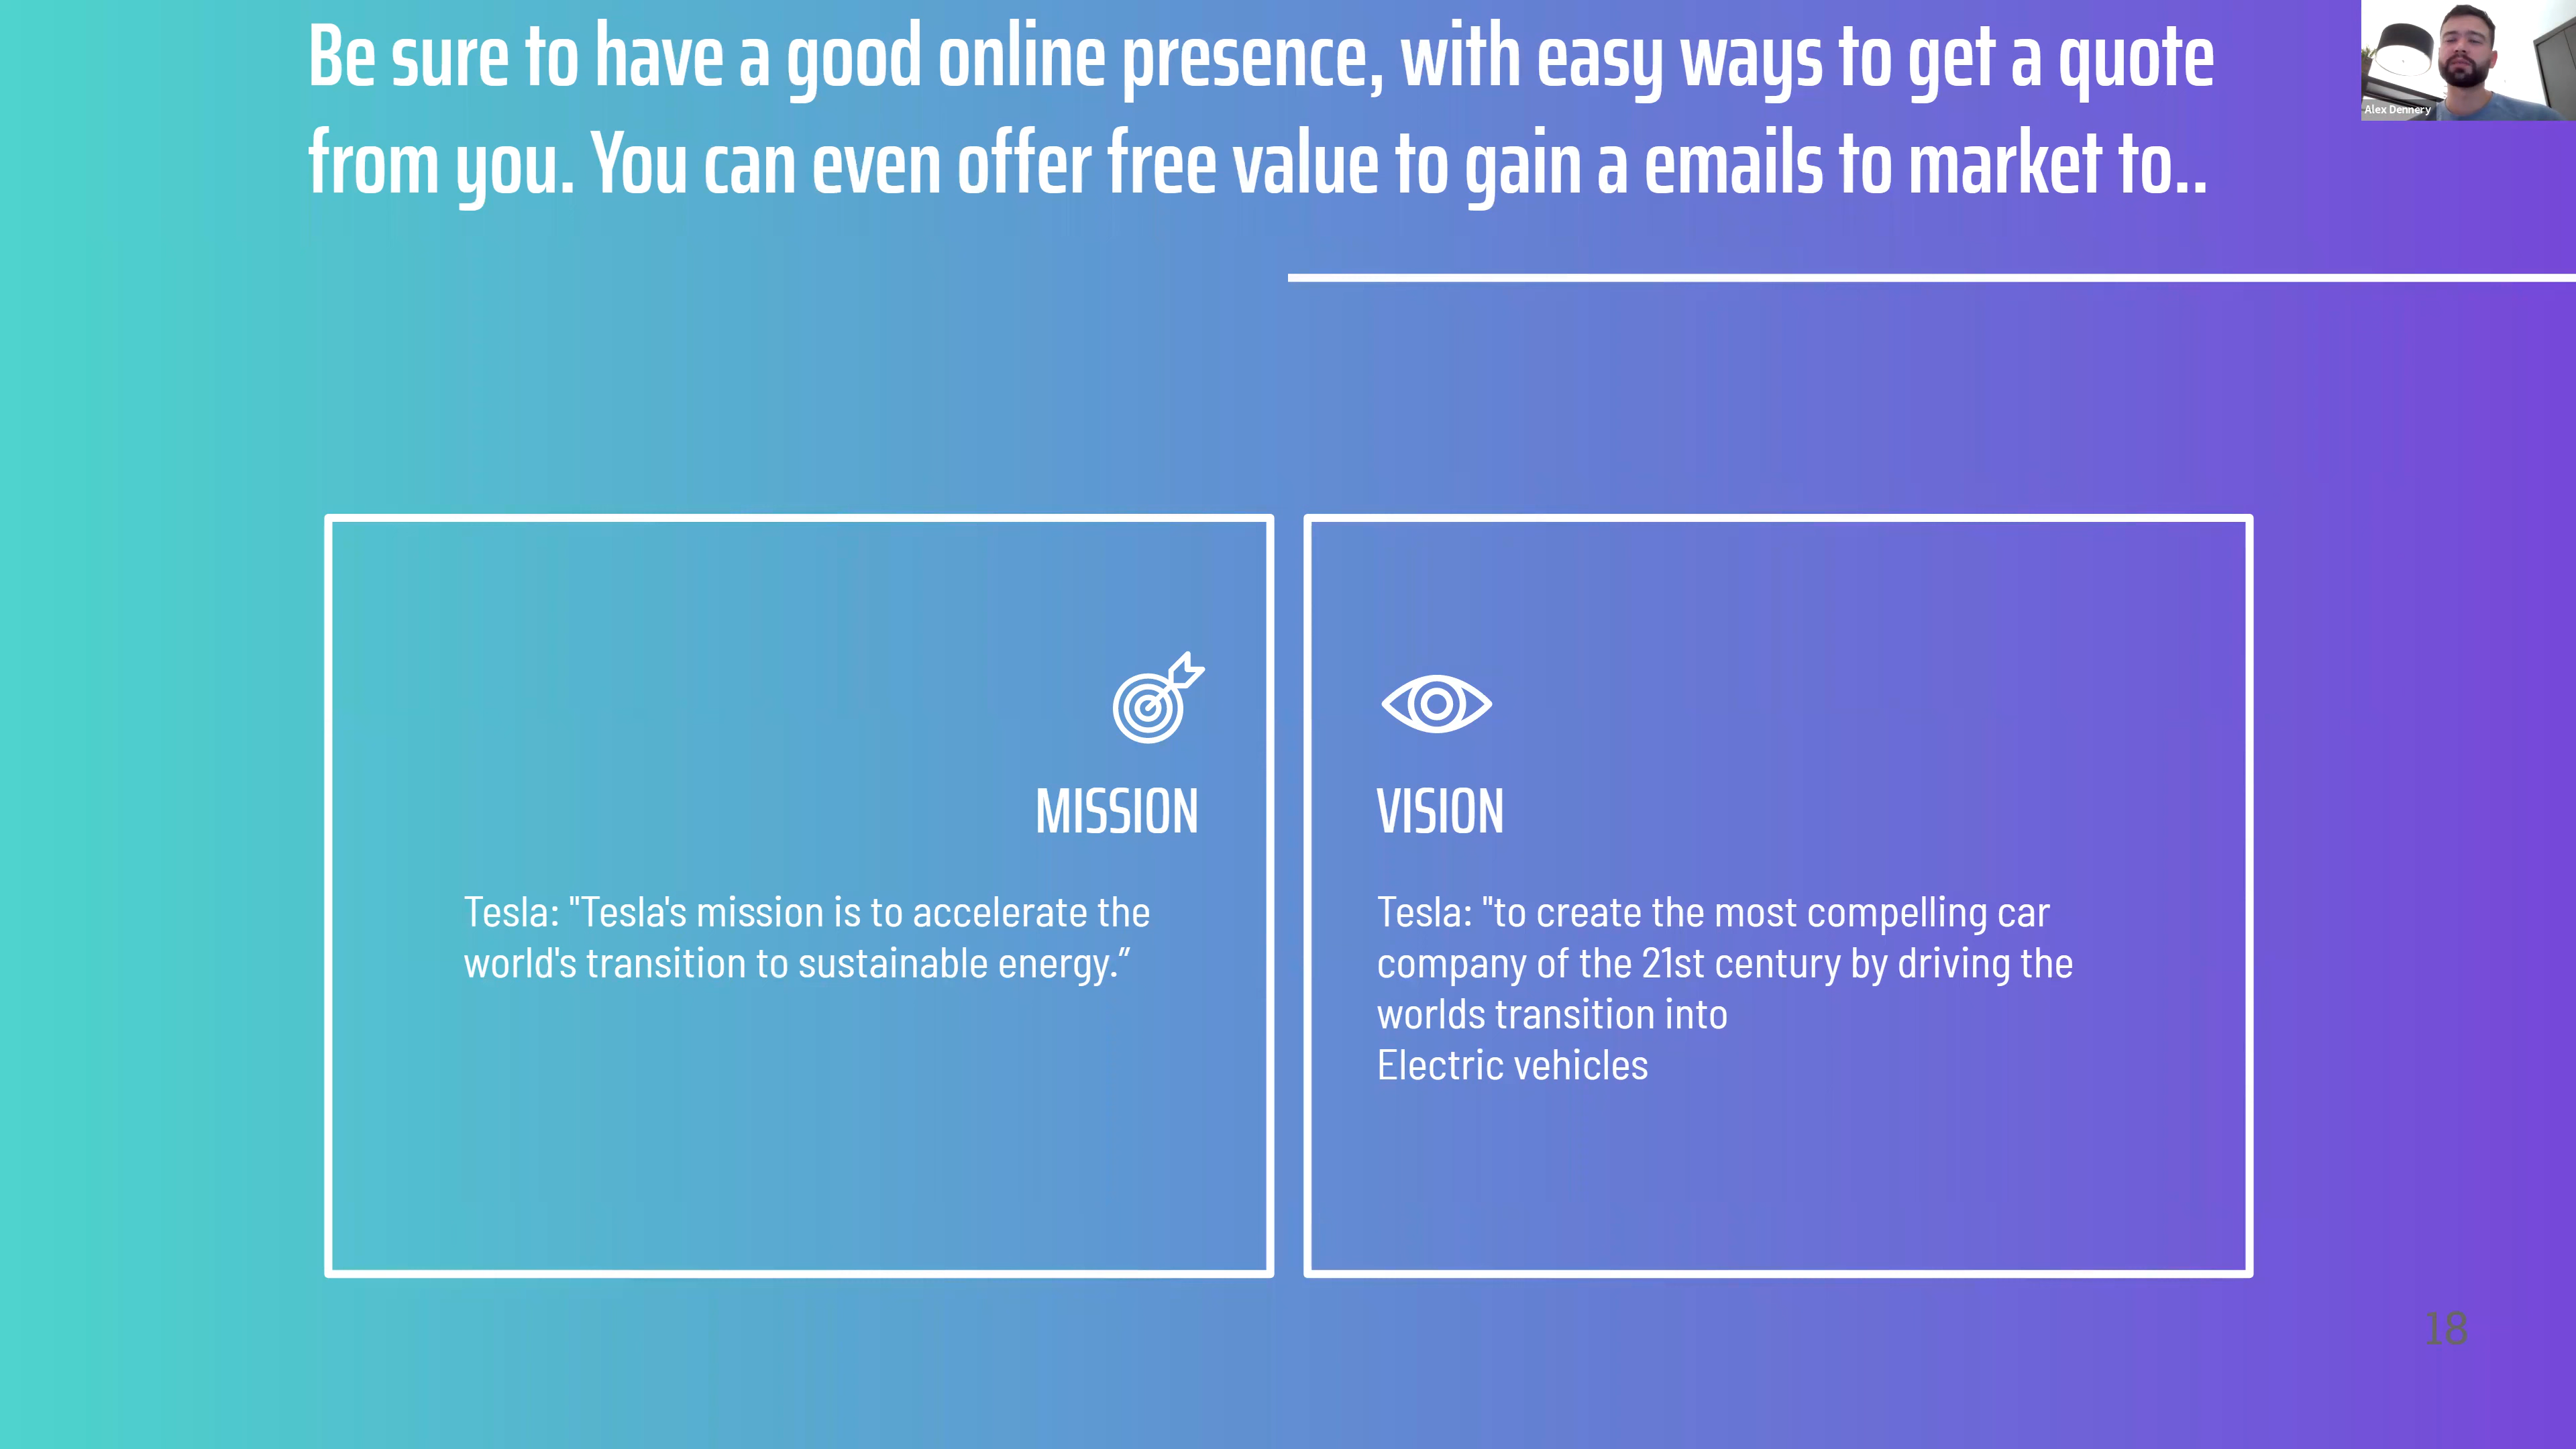 Be sure to have a good online presence, with easy ways to get a quote
from you. You can even offer free value to gain a emails to market to..
Alex Dennery
MISSION
Tesla: "Tesla's mission is to accelerate the
world's transition to sustainable energy.”
VISION
Tesla: "to create the most compelling car
company of the 21st century by driving the
worlds transition into
Electric vehicles
18